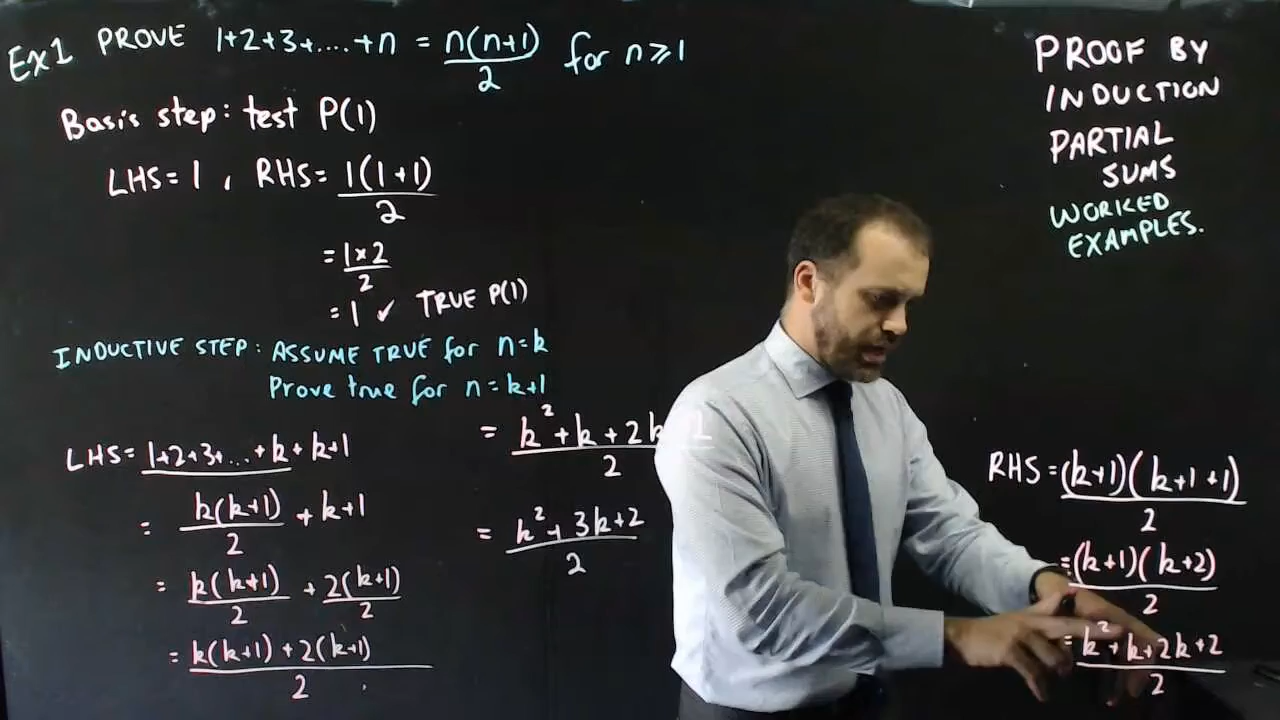 Ex1 PROVE 1+2+3+....+n = n(n+1)/2 for n ≥ 1
Basis step: test P(1)
LHS = 1, RHS = 1(1+1)/2
= 1×2/2
= 1 ✓ TRUE P(1)
INDUCTIVE STEP: ASSUME TRUE for n=k
Prove true for n=k+1
LHS = 1+2+3+...+k + k+1
= k(k+1)/2 + k+1
= k(k+1)/2 + 2(k+1)/2
= k(k+1) + 2(k+1)/2
= k² + k + 2k
2
= k² + 3k + 2/2
PROOF BY
INDUCTION
PARTIAL
SUMS
WORKED
EXAMPLES.
RHS = (k+1)(k+1+1)/2
= (k+1)(k+2)/2
= k² + k + 2k + 2/2